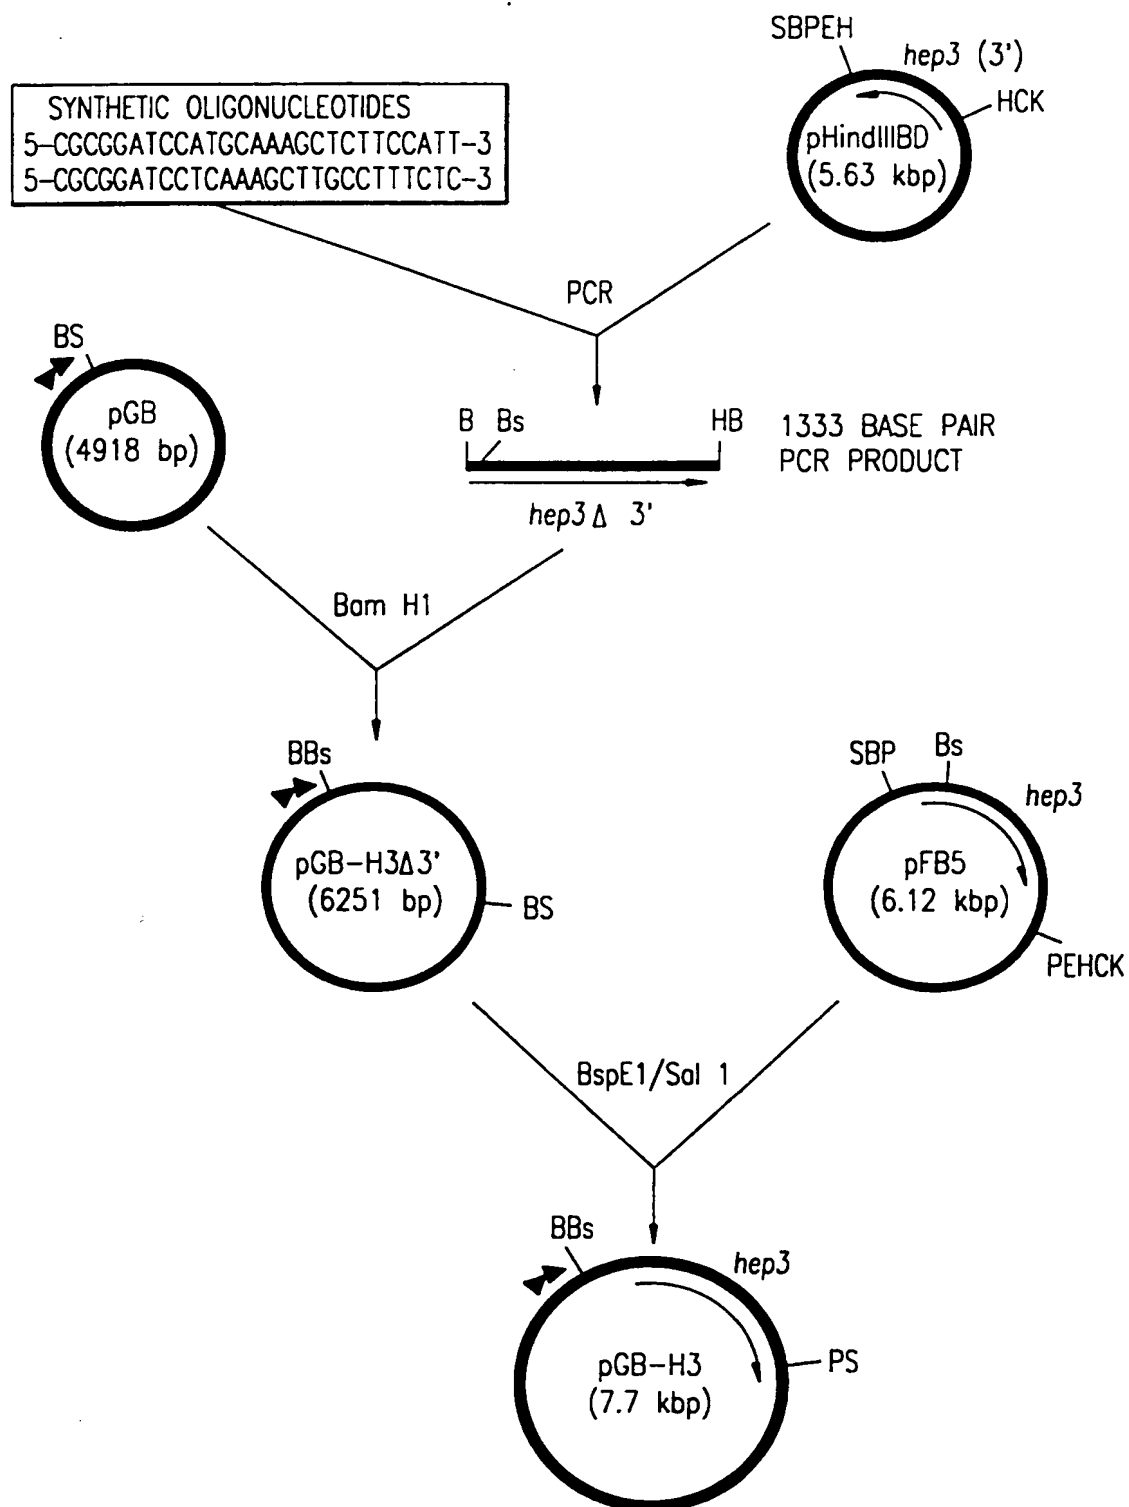 SBPEH
hep3 (3')
HCK
pHindIIIBD
(5.63 kbp)
SYNTHETIC OLIGONUCLEOTIDES
5-CGCGGATCCATGCAAAGCTCTTCCATT-3
5-CGCGGATCCTCAAAGCTTGCCTTTCTC-3
PCR
BS
pGB
(4918 bp)
B Bs HB
1333 BASE PAIR
PCR PRODUCT
hep3Δ 3'
Bam H1
BBs
pGB-H3Δ3'
(6251 bp)
BS
SBP
Bs
hep3
pFB5
(6.12 kbp)
PEHCK
BspE1/Sal 1
BBs
hep3
pGB-H3
(7.7 kbp)
PS